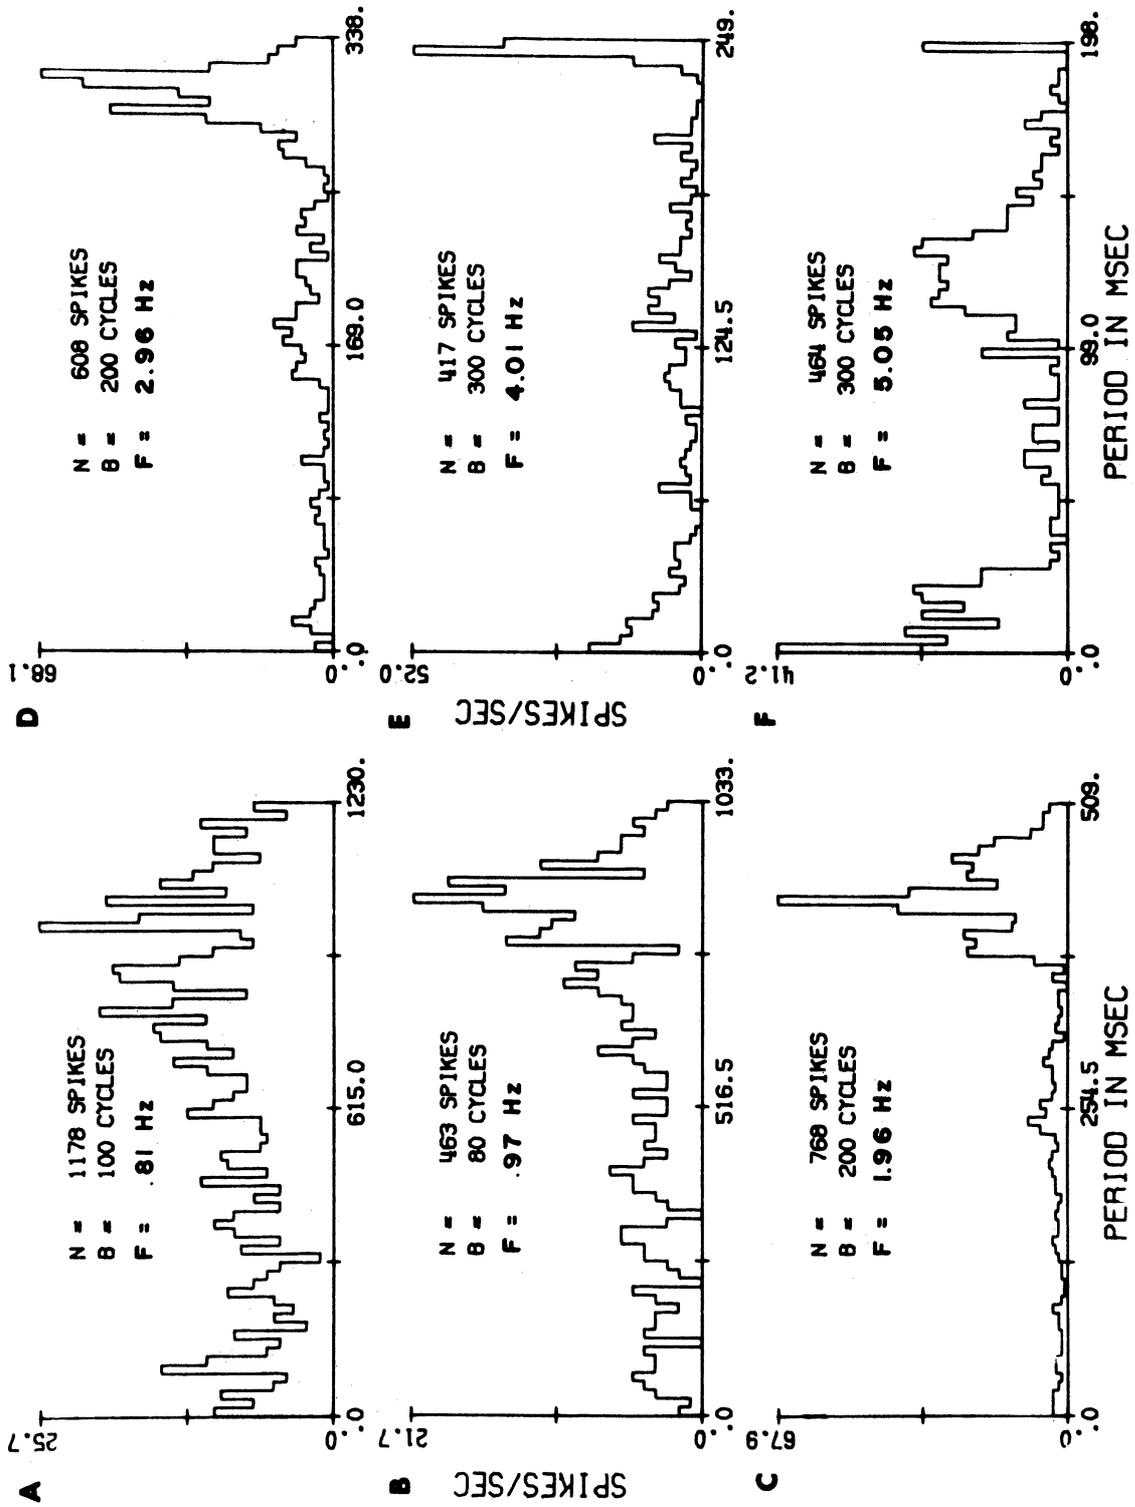 A
25.7
.0
N = 1178 SPIKES
B = 100 CYCLES
F = .81 Hz
.0
615.0
1230.
B
SPIKES/SEC
21.7
.0
N = 463 SPIKES
B = 80 CYCLES
F = .97 Hz
.0
516.5
1033.
C
67.9
.0
N = 768 SPIKES
B = 200 CYCLES
F = 1.96 Hz
.0
254.5
509.
PERIOD IN MSEC
D
68.1
.0
N = 608 SPIKES
B = 200 CYCLES
F = 2.96 Hz
.0
169.0
338.
E
SPIKES/SEC
52.0
.0
N = 417 SPIKES
B = 300 CYCLES
F = 4.01 Hz
.0
124.5
249.
F
41.2
.0
N = 464 SPIKES
B = 300 CYCLES
F = 5.05 Hz
.0
99.0
198.
PERIOD IN MSEC